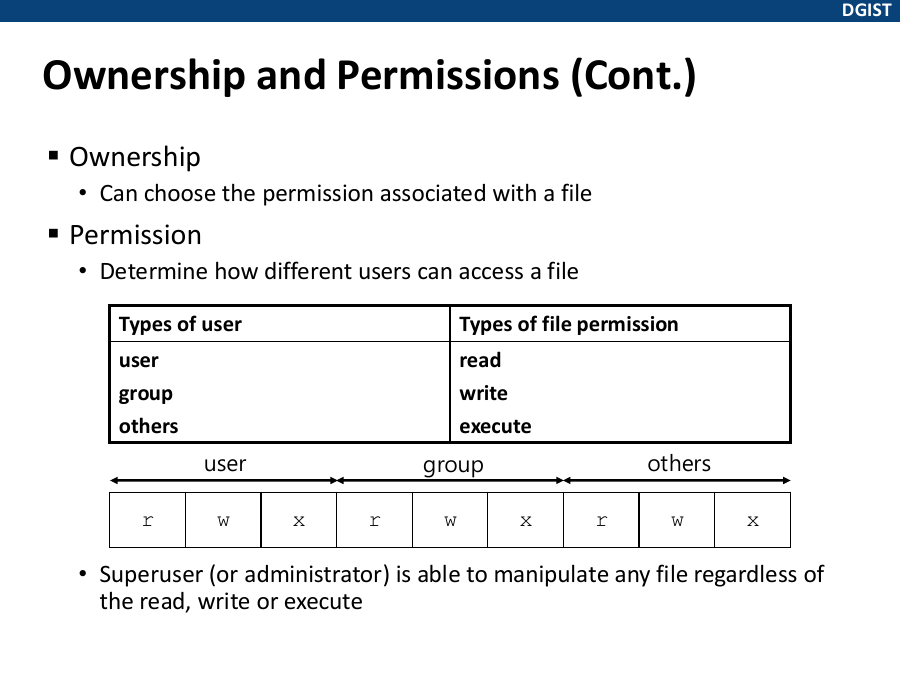 DGIST
Ownership and Permissions (Cont.)
▪ Ownership
• Can choose the permission associated with a file
▪ Permission
• Determine how different users can access a file
Types of user Types of file permission
user read
group write
others execute
user group others
r w x r w x r w x
• Superuser (or administrator) is able to manipulate any file regardless of
the read, write or execute